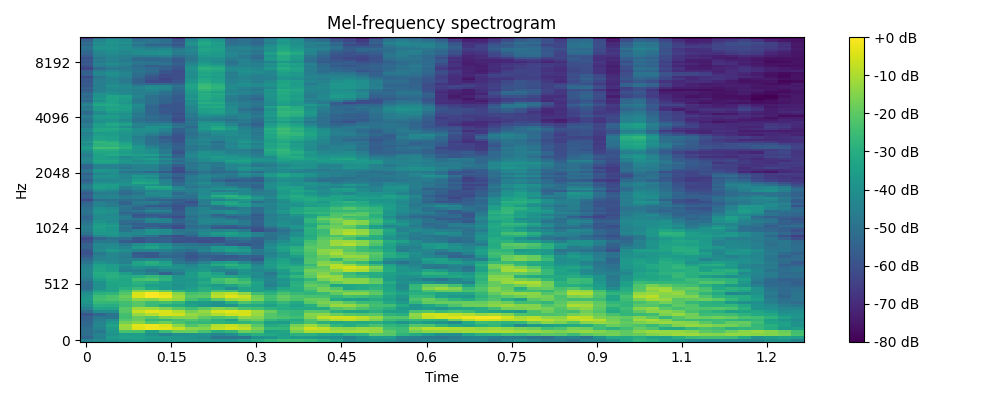 Mel-frequency spectrogram
8192
4096
2048
1024
512
0
Hz
0 0.15 0.3 0.45 0.6 0.75 0.9 1.1 1.2
Time
+0 dB
-10 dB
-20 dB
-30 dB
-40 dB
-50 dB
-60 dB
-70 dB
-80 dB